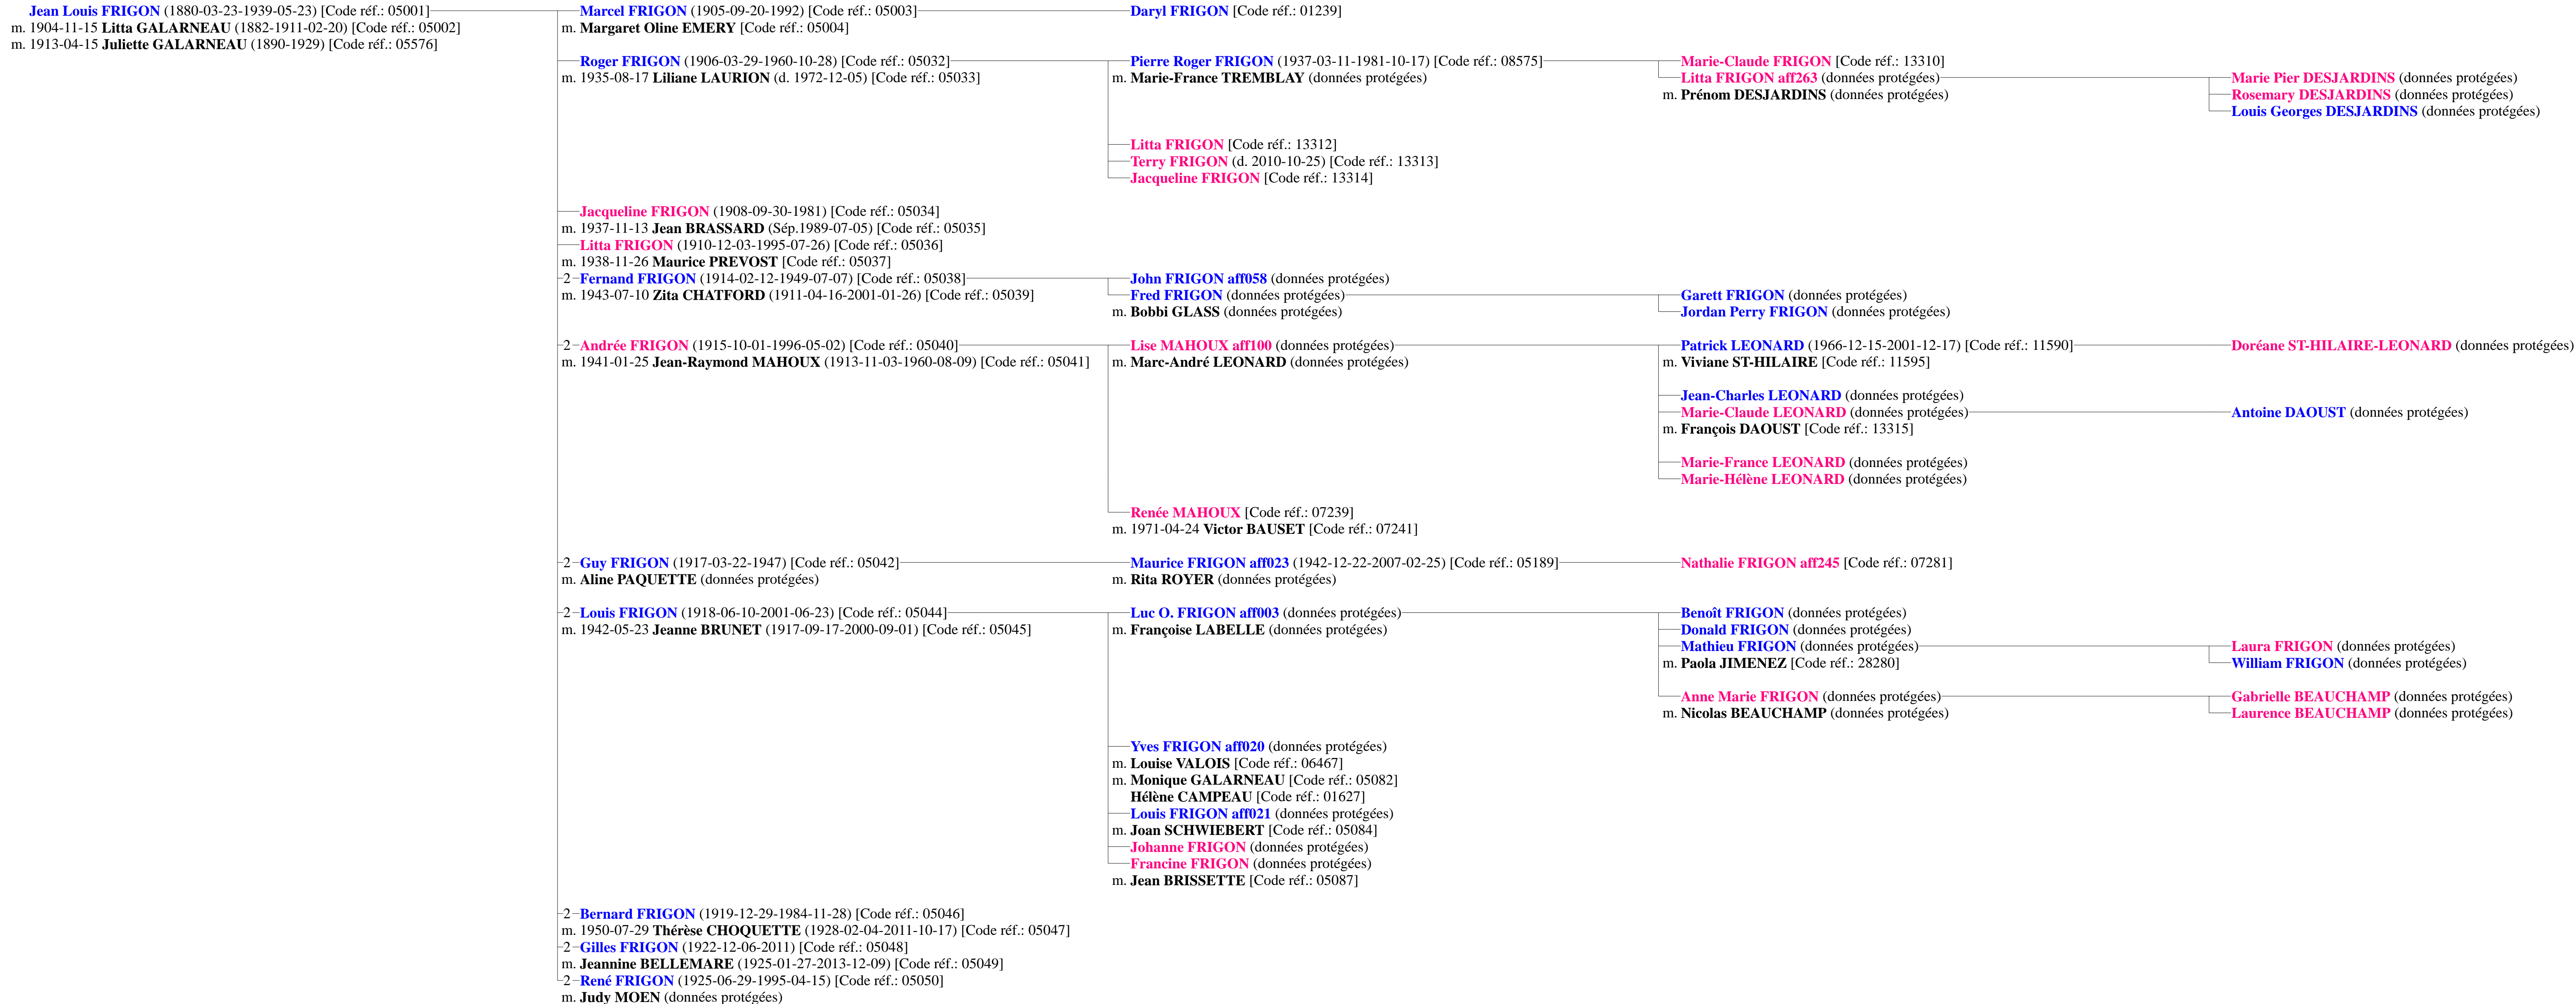 Jean Louis FRIGON (1880-03-23-1939-05-23) [Code réf.: 05001]
m. 1904-11-15 Litta GALARNEAU (1882-1911-02-20) [Code réf.: 05002]
m. 1913-04-15 Juliette GALARNEAU (1890-1929) [Code réf.: 05576]
Marcel FRIGON (1905-09-20-1992) [Code réf.: 05003]
m. Margaret Oline EMERY [Code réf.: 05004]
Daryl FRIGON [Code réf.: 01239]
Roger FRIGON (1906-03-29-1960-10-28) [Code réf.: 05032]
m. 1935-08-17 Liliane LAURION (d. 1972-12-05) [Code réf.: 05033]
Pierre Roger FRIGON (1937-03-11-1981-10-17) [Code réf.: 08575]
m. Marie-France TREMBLAY (données protégées)
Marie-Claude FRIGON [Code réf.: 13310]
Litta FRIGON aff263 (données protégées)
m. Prénom DESJARDINS (données protégées)
Marie Pier DESJARDINS (données protégées)
Rosemary DESJARDINS (données protégées)
Louis Georges DESJARDINS (données protégées)
Litta FRIGON [Code réf.: 13312]
Terry FRIGON (d. 2010-10-25) [Code réf.: 13313]
Jacqueline FRIGON [Code réf.: 13314]
Jacqueline FRIGON (1908-09-30-1981) [Code réf.: 05034]
m. 1937-11-13 Jean BRASSARD (Sép.1989-07-05) [Code réf.: 05035]
Litta FRIGON (1910-12-03-1995-07-26) [Code réf.: 05036]
m. 1938-11-26 Maurice PREVOST [Code réf.: 05037]
2 Fernand FRIGON (1914-02-12-1949-07-07) [Code réf.: 05038]
m. 1943-07-10 Zita CHATFORD (1911-04-16-2001-01-26) [Code réf.: 05039]
John FRIGON aff058 (données protégées)
Fred FRIGON (données protégées)
m. Bobbi GLASS (données protégées)
Garett FRIGON (données protégées)
Jordan Perry FRIGON (données protégées)
2 Andrée FRIGON (1915-10-01-1996-05-02) [Code réf.: 05040]
m. 1941-01-25 Jean-Raymond MAHOUX (1913-11-03-1960-08-09) [Code réf.: 05041]
Lise MAHOUX aff100 (données protégées)
m. Marc-André LEONARD (données protégées)
Patrick LEONARD (1966-12-15-2001-12-17) [Code réf.: 11590]
m. Viviane ST-HILAIRE [Code réf.: 11595]
Doréane ST-HILAIRE-LEONARD (données protégées)
Jean-Charles LEONARD (données protégées)
Marie-Claude LEONARD (données protégées)
m. François DAOUST [Code réf.: 13315]
Antoine DAOUST (données protégées)
Marie-France LEONARD (données protégées)
Marie-Hélène LEONARD (données protégées)
Renée MAHOUX [Code réf.: 07239]
m. 1971-04-24 Victor BAUSET [Code réf.: 07241]
2 Guy FRIGON (1917-03-22-1947) [Code réf.: 05042]
m. Aline PAQUETTE (données protégées)
Maurice FRIGON aff023 (1942-12-22-2007-02-25) [Code réf.: 05189]
m. Rita ROYER (données protégées)
Nathalie FRIGON aff245 [Code réf.: 07281]
2 Louis FRIGON (1918-06-10-2001-06-23) [Code réf.: 05044]
m. 1942-05-23 Jeanne BRUNET (1917-09-17-2000-09-01) [Code réf.: 05045]
Luc O. FRIGON aff003 (données protégées)
m. Françoise LABELLE (données protégées)
Benoît FRIGON (données protégées)
Donald FRIGON (données protégées)
Mathieu FRIGON (données protégées)
m. Paola JIMENEZ [Code réf.: 28280]
Laura FRIGON (données protégées)
William FRIGON (données protégées)
Anne Marie FRIGON (données protégées)
m. Nicolas BEAUCHAMP (données protégées)
Gabrielle BEAUCHAMP (données protégées)
Laurence BEAUCHAMP (données protégées)
Yves FRIGON aff020 (données protégées)
m. Louise VALOIS [Code réf.: 06467]
m. Monique GALARNEAU [Code réf.: 05082]
Hélène CAMPEAU [Code réf.: 01627]
Louis FRIGON aff021 (données protégées)
m. Joan SCHWIEBERT [Code réf.: 05084]
Johanne FRIGON (données protégées)
Francine FRIGON (données protégées)
m. Jean BRISSETTE [Code réf.: 05087]
2 Bernard FRIGON (1919-12-29-1984-11-28) [Code réf.: 05046]
m. 1950-07-29 Thérèse CHOQUETTE (1928-02-04-2011-10-17) [Code réf.: 05047]
2 Gilles FRIGON (1922-12-06-2011) [Code réf.: 05048]
m. Jeannine BELLEMARE (1925-01-27-2013-12-09) [Code réf.: 05049]
2 René FRIGON (1925-06-29-1995-04-15) [Code réf.: 05050]
m. Judy MOEN (données protégées)